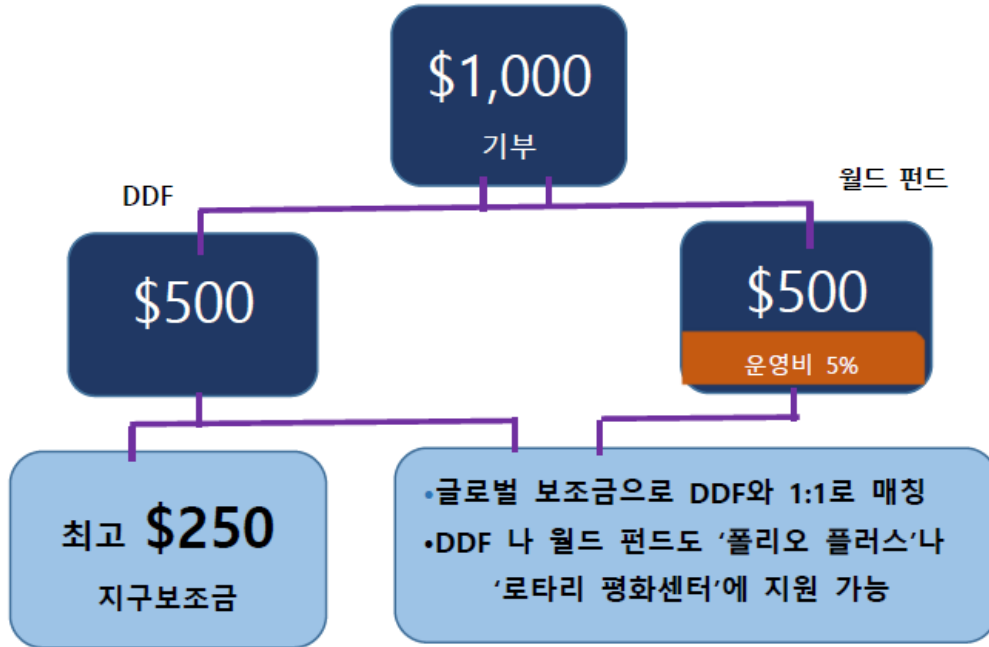 $1,000
기부
DDF
월드 펀드
$500
$500
운영비 5%
최고 $250
지구보조금
•글로벌 보조금으로 DDF와 1:1로 매칭
•DDF 나 월드 펀드도 ‘폴리오 플러스’나
‘로타리 평화센터’에 지원 가능